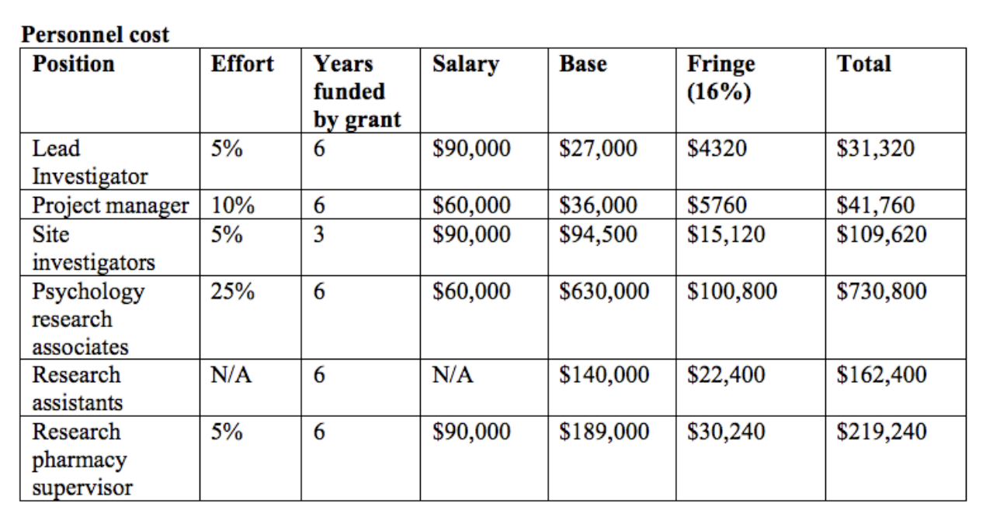 Personnel cost
Position Effort Years funded by grant Salary Base Fringe (16%) Total
Lead Investigator 5% 6 $90,000 $27,000 $4320 $31,320
Project manager 10% 6 $60,000 $36,000 $5760 $41,760
Site investigators 5% 3 $90,000 $94,500 $15,120 $109,620
Psychology research associates 25% 6 $60,000 $630,000 $100,800 $730,800
Research assistants N/A 6 N/A $140,000 $22,400 $162,400
Research pharmacy supervisor 5% 6 $90,000 $189,000 $30,240 $219,240